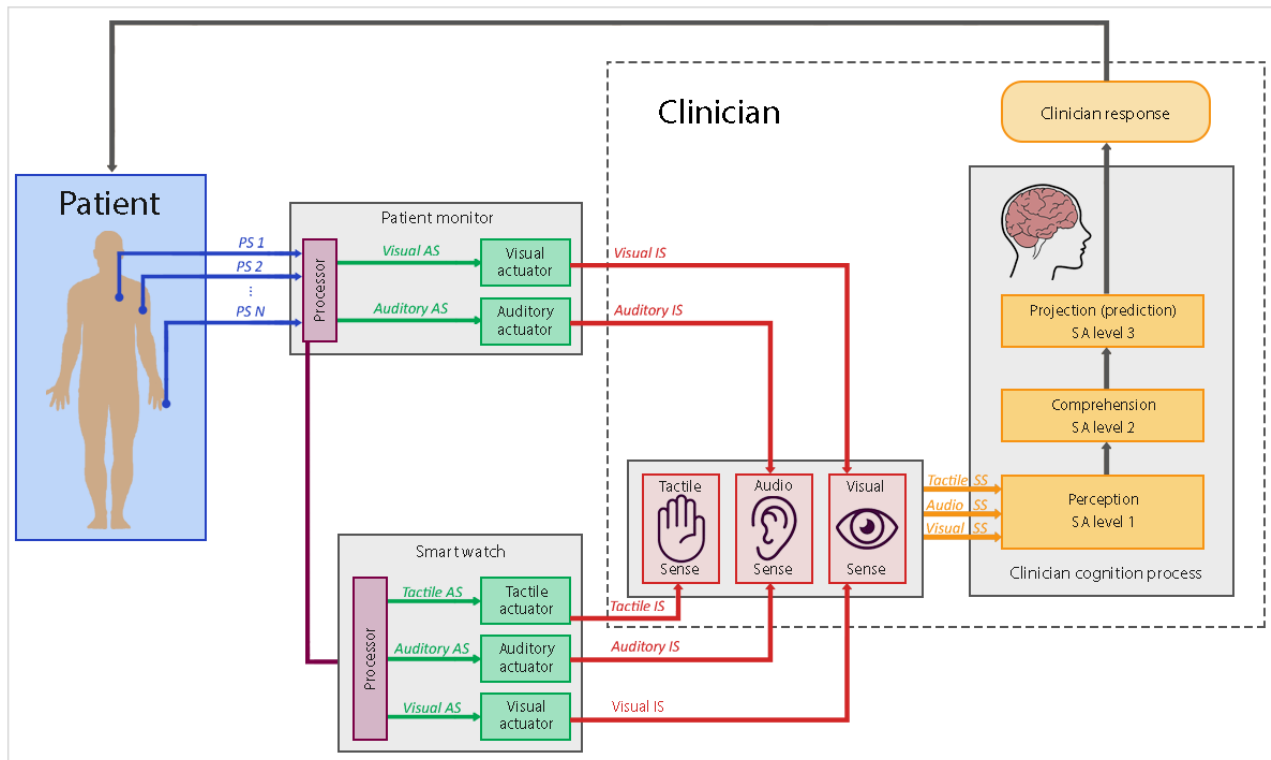 Clinician
Clinician response
Patient
Patient monitor
PS 1
PS 2
⋮
PS N
Processor
Visual AS
Visual
actuator
Visual IS
Auditory AS
Auditory
actuator
Auditory IS
Projection (prediction)
SA level 3
Comprehension
SA level 2
Tactile
Sense
Audio
Sense
Visual
Sense
Tactile SS
Audio SS
Visual SS
Perception
SA level 1
Clinician cognition process
Smart watch
Processor
Tactile AS
Tactile
actuator
Tactile IS
Auditory AS
Auditory
actuator
Auditory IS
Visual AS
Visual
actuator
Visual IS